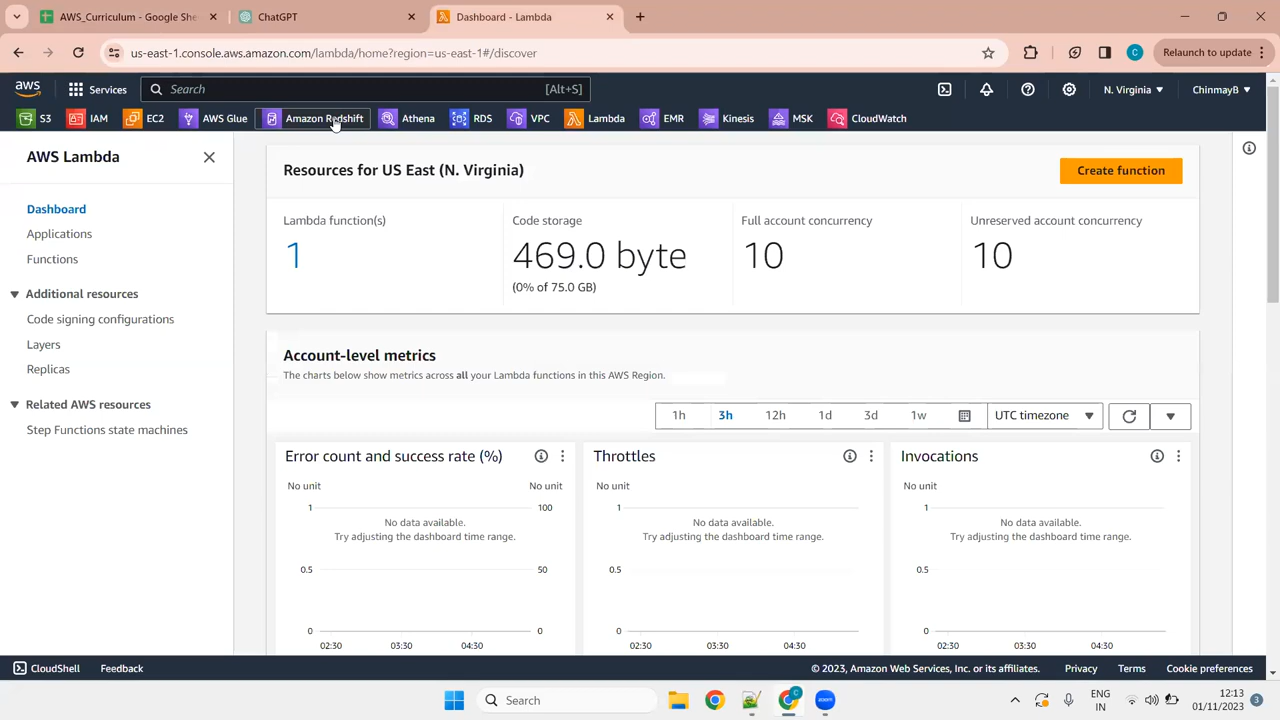 AWS_Curriculum - Google She
ChatGPT
Dashboard - Lambda
us-east-1.console.aws.amazon.com/lambda/home?region=us-east-1#/discover
Relaunch to update
aws
Services
Search
[Alt+S]
N. Virginia
ChinmayB
S3
IAM
EC2
AWS Glue
Amazon Redshift
Athena
RDS
VPC
Lambda
EMR
Kinesis
MSK
CloudWatch
AWS Lambda
Dashboard
Applications
Functions
Additional resources
Code signing configurations
Layers
Replicas
Related AWS resources
Step Functions state machines
Resources for US East (N. Virginia)
Create function
Lambda function(s)
1
Code storage
469.0 byte
(0% of 75.0 GB)
Full account concurrency
10
Unreserved account concurrency
10
Account-level metrics
The charts below show metrics across all your Lambda functions in this AWS Region.
1h
3h
12h
1d
3d
1w
UTC timezone
Error count and success rate (%)
No unit
No unit
1
100
No data available.
Try adjusting the dashboard time range.
0.5
50
0
0
02:30
03:30
04:30
Throttles
No unit
1
No data available.
Try adjusting the dashboard time range.
0.5
0
02:30
03:30
04:30
Invocations
No unit
1
No data available.
Try adjusting the dashboard time range.
0.5
0
02:30
03:30
04:30
CloudShell
Feedback
© 2023, Amazon Web Services, Inc. or its affiliates.
Privacy
Terms
Cookie preferences
Search
C
zoom
ENG
IN
12:13
01/11/2023
3